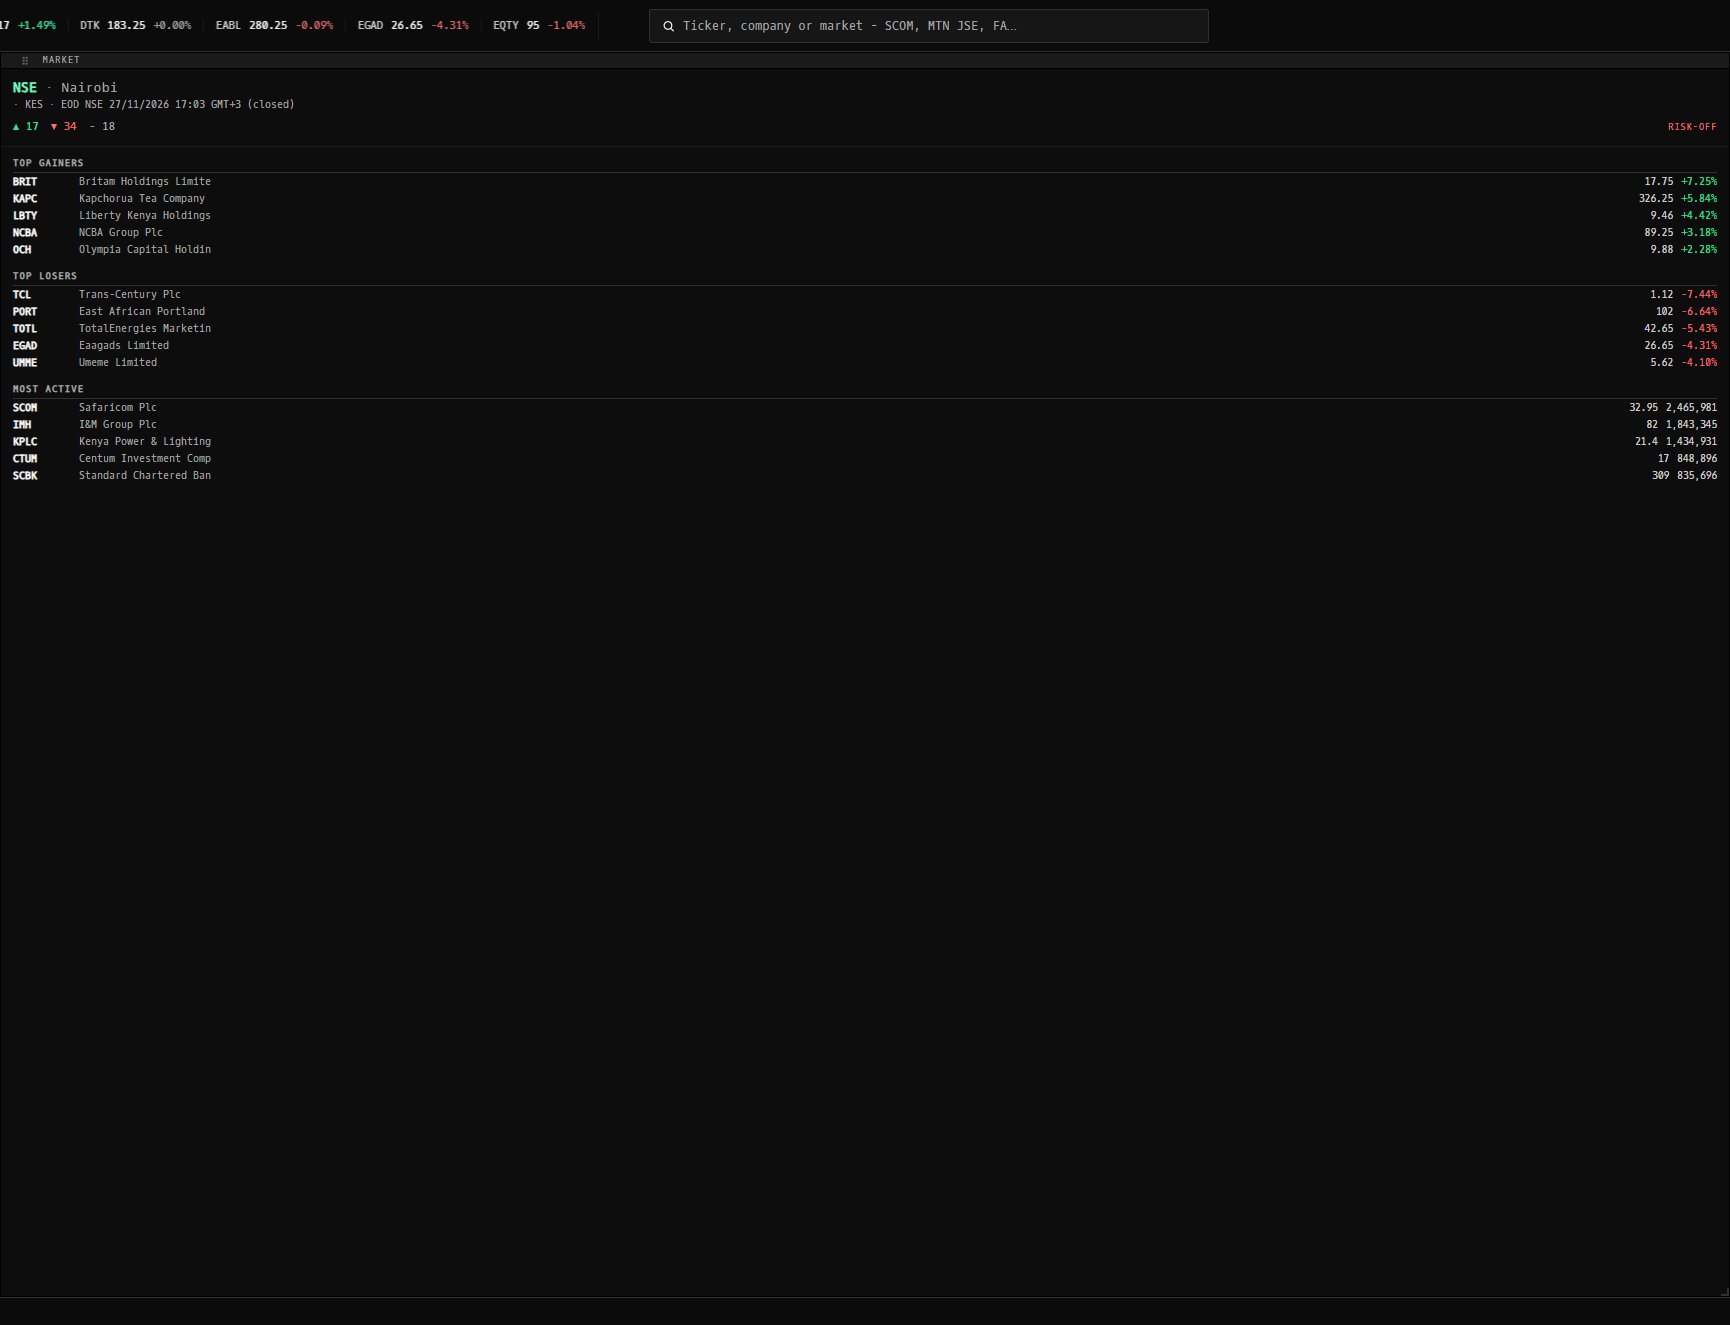 17 +1.49% DTK 183.25 +0.00% EABL 280.25 -0.09% EGAD 26.65 -4.31% EQTY 95 -1.04%
Ticker, company or market - SCOM, MTN JSE, FA...
MARKET
NSE · Nairobi
· KES · EOD NSE 27/11/2026 17:03 GMT+3 (closed)
▲ 17 ▼ 34 - 18 RISK-OFF
TOP GAINERS
BRIT Britam Holdings Limite 17.75 +7.25%
KAPC Kapchorua Tea Company 326.25 +5.84%
LBTY Liberty Kenya Holdings 9.46 +4.42%
NCBA NCBA Group Plc 89.25 +3.18%
OCH Olympia Capital Holdin 9.88 +2.28%
TOP LOSERS
TCL Trans-Century Plc 1.12 -7.44%
PORT East African Portland 102 -6.64%
TOTL TotalEnergies Marketin 42.65 -5.43%
EGAD Eaagads Limited 26.65 -4.31%
UMME Umeme Limited 5.62 -4.10%
MOST ACTIVE
SCOM Safaricom Plc 32.95 2,465,981
IMH I&M Group Plc 82 1,843,345
KPLC Kenya Power & Lighting 21.4 1,434,931
CTUM Centum Investment Comp 17 848,896
SCBK Standard Chartered Ban 309 835,696